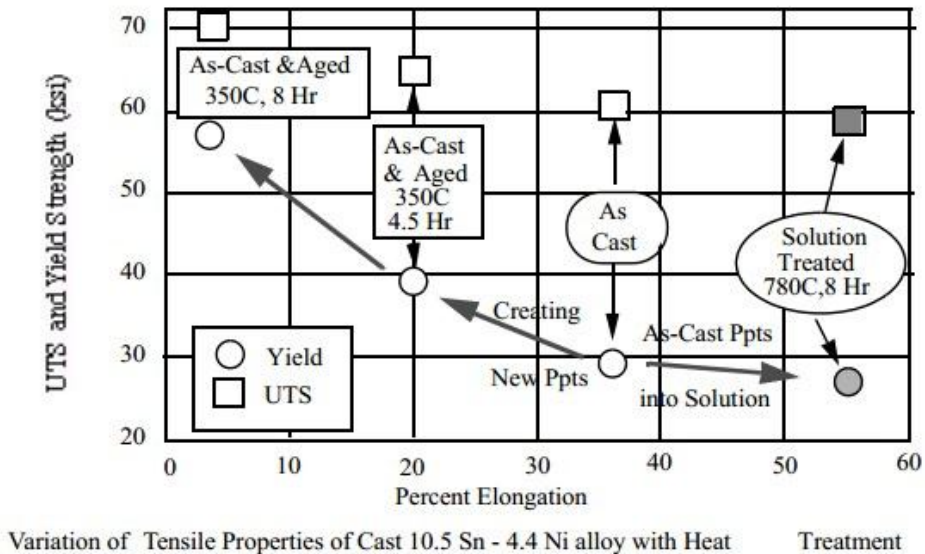 UTS and Yield Strength (ksi)
70
60
50
40
30
20
As-Cast &Aged
350C, 8 Hr
As-Cast
& Aged
350C
4.5 Hr
As
Cast
Solution
Treated
780C,8 Hr
Creating
New Ppts
As-Cast Ppts
into Solution
Yield
UTS
0 10 20 30 40 50 60
Percent Elongation
Variation of Tensile Properties of Cast 10.5 Sn - 4.4 Ni alloy with Heat Treatment